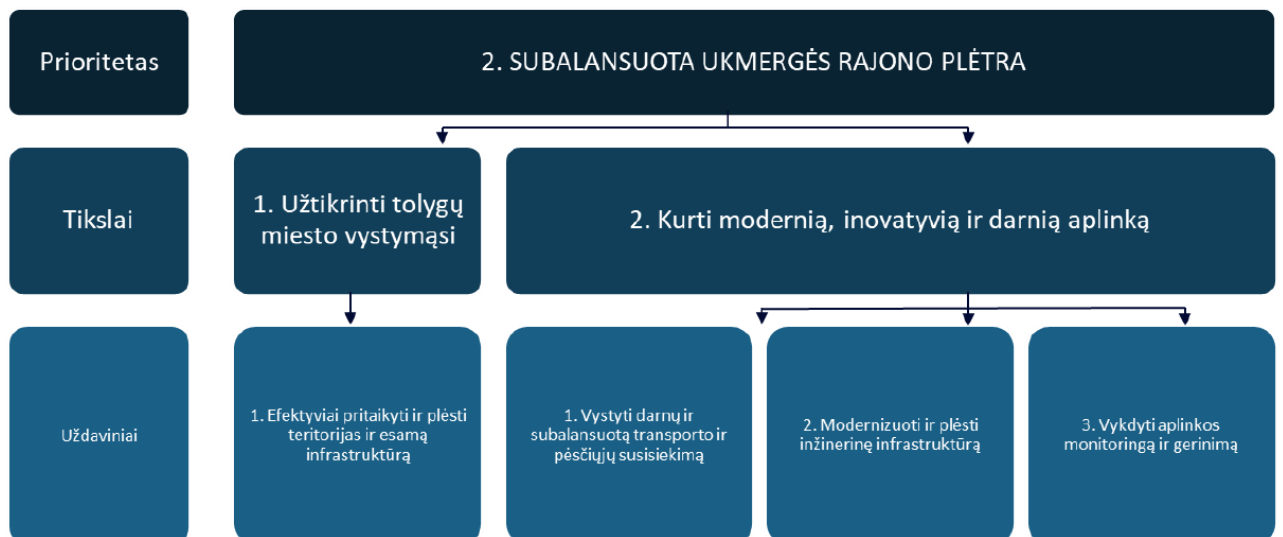 Prioritetas
2. SUBALANSUOTA UKMERGĖS RAJONO PLĖTRA
Tikslai
1. Užtikrinti tolygų
miesto vystymąsi
2. Kurti modernią, inovatyvią ir darnią aplinką
Uždaviniai
1. Efektyviai pritaikyti ir plėsti
teritorijas ir esamą
infrastruktūrą
1. Vystyti darnų ir
subalansuotą transporto ir
pėsčiųjų susisiekimą
2. Modernizuoti ir plėsti
inžinerinę infrastruktūrą
3. Vykdyti aplinkos
monitoringą ir gerinimą